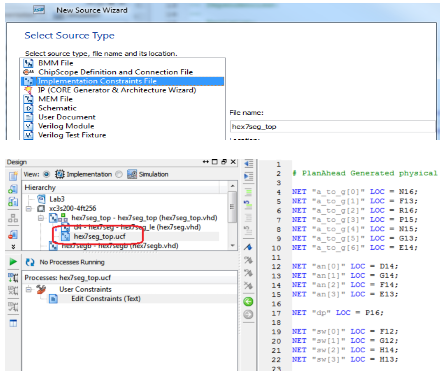 New Source Wizard
Select Source Type
Select source type, file name and its location.
BMM File
ChipScope Definition and Connection File
Implementation Constraints File
IP (CORE Generator & Architecture Wizard)
MEM File
Schematic
User Document
Verilog Module
Verilog Test Fixture
File name:
hex7seg_top
Design
View: Implementation Simulation
Hierarchy
Lab3
xc3s200-4ft256
hex7seg_top - hex7seg_top (hex7seg_top.vhd)
d4 - hex7seg - hex7seg_le (hex7seg.vhd)
hex7seg_top.ucf
hex7segb - hex7segb (hex7segb.vhd)
No Processes Running
Processes: hex7seg_top.ucf
User Constraints
Edit Constraints (Text)
1
2 # PlanAhead Generated physical
3
4 NET "a_to_g[0]" LOC = N16;
5 NET "a_to_g[1]" LOC = F13;
6 NET "a_to_g[2]" LOC = R16;
7 NET "a_to_g[3]" LOC = P15;
8 NET "a_to_g[4]" LOC = N15;
9 NET "a_to_g[5]" LOC = G13;
10 NET "a_to_g[6]" LOC = E14;
11
12 NET "an[0]" LOC = D14;
13 NET "an[1]" LOC = G14;
14 NET "an[2]" LOC = F14;
15 NET "an[3]" LOC = E13;
16
17 NET "dp" LOC = P16;
18
19 NET "sw[0]" LOC = F12;
20 NET "sw[1]" LOC = G12;
21 NET "sw[2]" LOC = H14;
22 NET "sw[3]" LOC = H13;
23